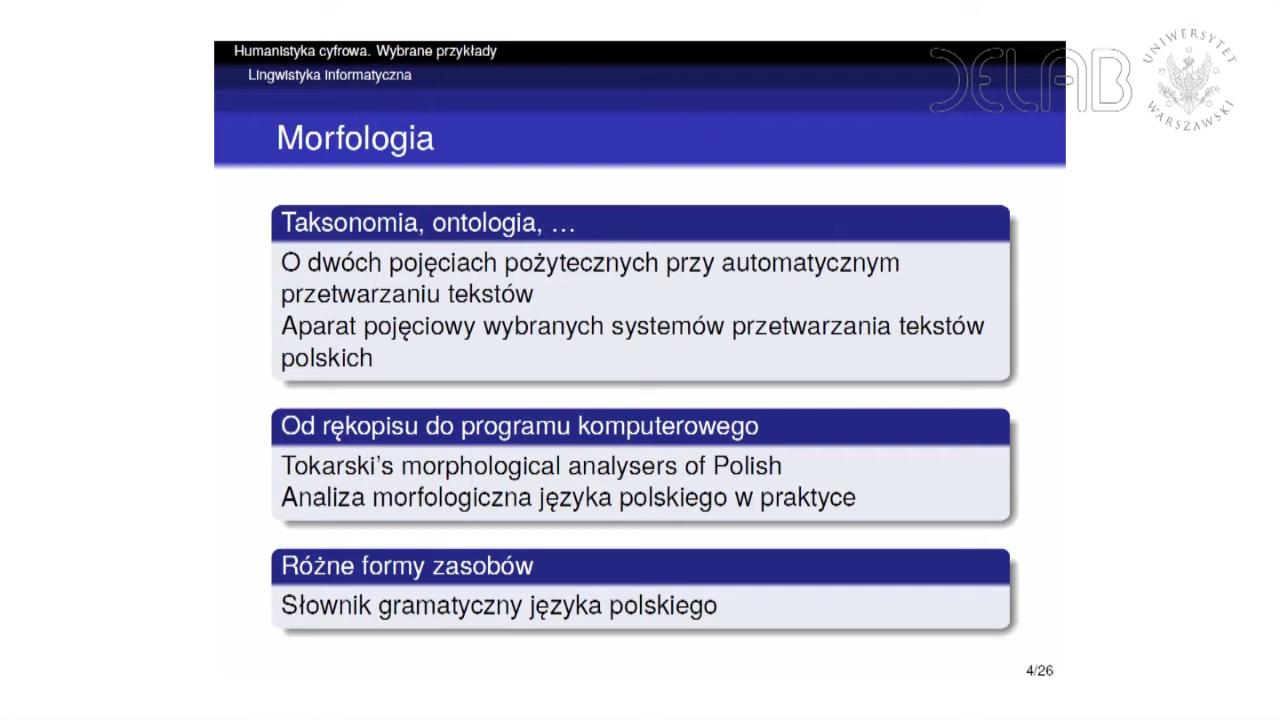 Humanistyka cyfrowa. Wybrane przykłady
Lingwistyka informatyczna
DELAB
UNIWERSYTET
WARSZAWSKI
Morfologia
Taksonomia, ontologia, …
O dwóch pojęciach pożytecznych przy automatycznym
przetwarzaniu tekstów
Aparat pojęciowy wybranych systemów przetwarzania tekstów
polskich
Od rękopisu do programu komputerowego
Tokarski's morphological analysers of Polish
Analiza morfologiczna języka polskiego w praktyce
Różne formy zasobów
Słownik gramatyczny języka polskiego
4/26